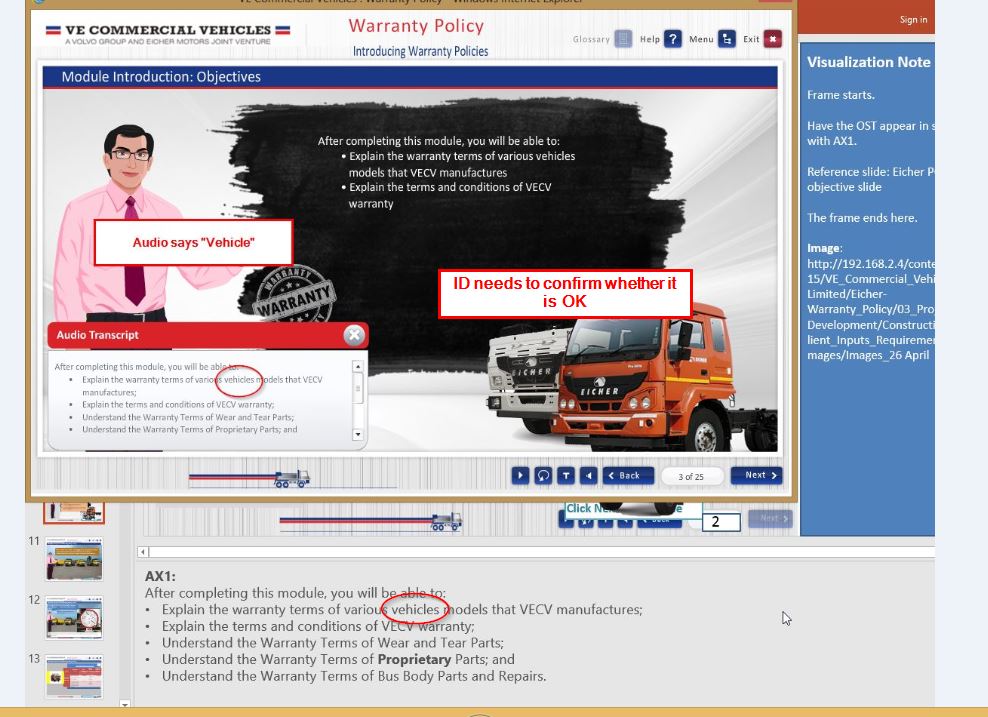 VE Commercial Vehicles : Warranty Policy - Windows Internet Explorer
VE COMMERCIAL VEHICLES
A VOLVO GROUP AND EICHER MOTORS JOINT VENTURE
Warranty Policy
Introducing Warranty Policies
Glossary Help ? Menu Exit
Sign in
Module Introduction: Objectives
After completing this module, you will be able to:
• Explain the warranty terms of various vehicles
models that VECV manufactures
• Explain the terms and conditions of VECV
warranty
Audio says "Vehicle"
ID needs to confirm whether it
is OK
WARRANTY
WARRANTY
EICHER
EICHER
EICHER
Audio Transcript
After completing this module, you will be able to:
• Explain the warranty terms of various vehicles models that VECV
manufactures;
• Explain the terms and conditions of VECV warranty;
• Understand the Warranty Terms of Wear and Tear Parts;
• Understand the Warranty Terms of Proprietary Parts; and
T Back 3 of 25 Next
Visualization Note
Frame starts.
Have the OST appear in s
with AX1.
Reference slide: Eicher P
objective slide
The frame ends here.
Image:
http://192.168.2.4/conte
15/VE_Commercial_Vehi
Limited/Eicher-
Warranty_Policy/03_Pro
Development/Constructi
lient_Inputs_Requiremen
mages/Images_26 April
Click Ne
Back 2 Next
11
12
13
AX1:
After completing this module, you will be able to:
• Explain the warranty terms of various vehicles models that VECV manufactures;
• Explain the terms and conditions of VECV warranty;
• Understand the Warranty Terms of Wear and Tear Parts;
• Understand the Warranty Terms of Proprietary Parts; and
• Understand the Warranty Terms of Bus Body Parts and Repairs.